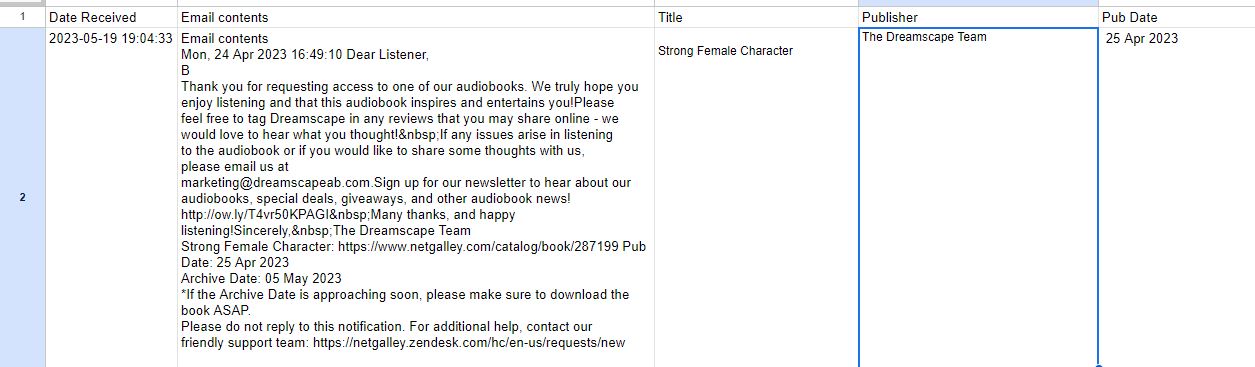 1 Date Received Email contents Title Publisher Pub Date
2023-05-19 19:04:33 Email contents The Dreamscape Team 25 Apr 2023
Mon, 24 Apr 2023 16:49:10 Dear Listener, Strong Female Character
B
Thank you for requesting access to one of our audiobooks. We truly hope you
enjoy listening and that this audiobook inspires and entertains you!Please
feel free to tag Dreamscape in any reviews that you may share online - we
would love to hear what you thought!&nbsp;If any issues arise in listening
to the audiobook or if you would like to share some thoughts with us,
please email us at
marketing@dreamscapeab.com.Sign up for our newsletter to hear about our
2 audiobooks, special deals, giveaways, and other audiobook news!
http://ow.ly/T4vr50KPAGI&nbsp;Many thanks, and happy
listening!Sincerely,&nbsp;The Dreamscape Team
Strong Female Character: https://www.netgalley.com/catalog/book/287199 Pub
Date: 25 Apr 2023
Archive Date: 05 May 2023
*If the Archive Date is approaching soon, please make sure to download the
book ASAP.
Please do not reply to this notification. For additional help, contact our
friendly support team: https://netgalley.zendesk.com/hc/en-us/requests/new